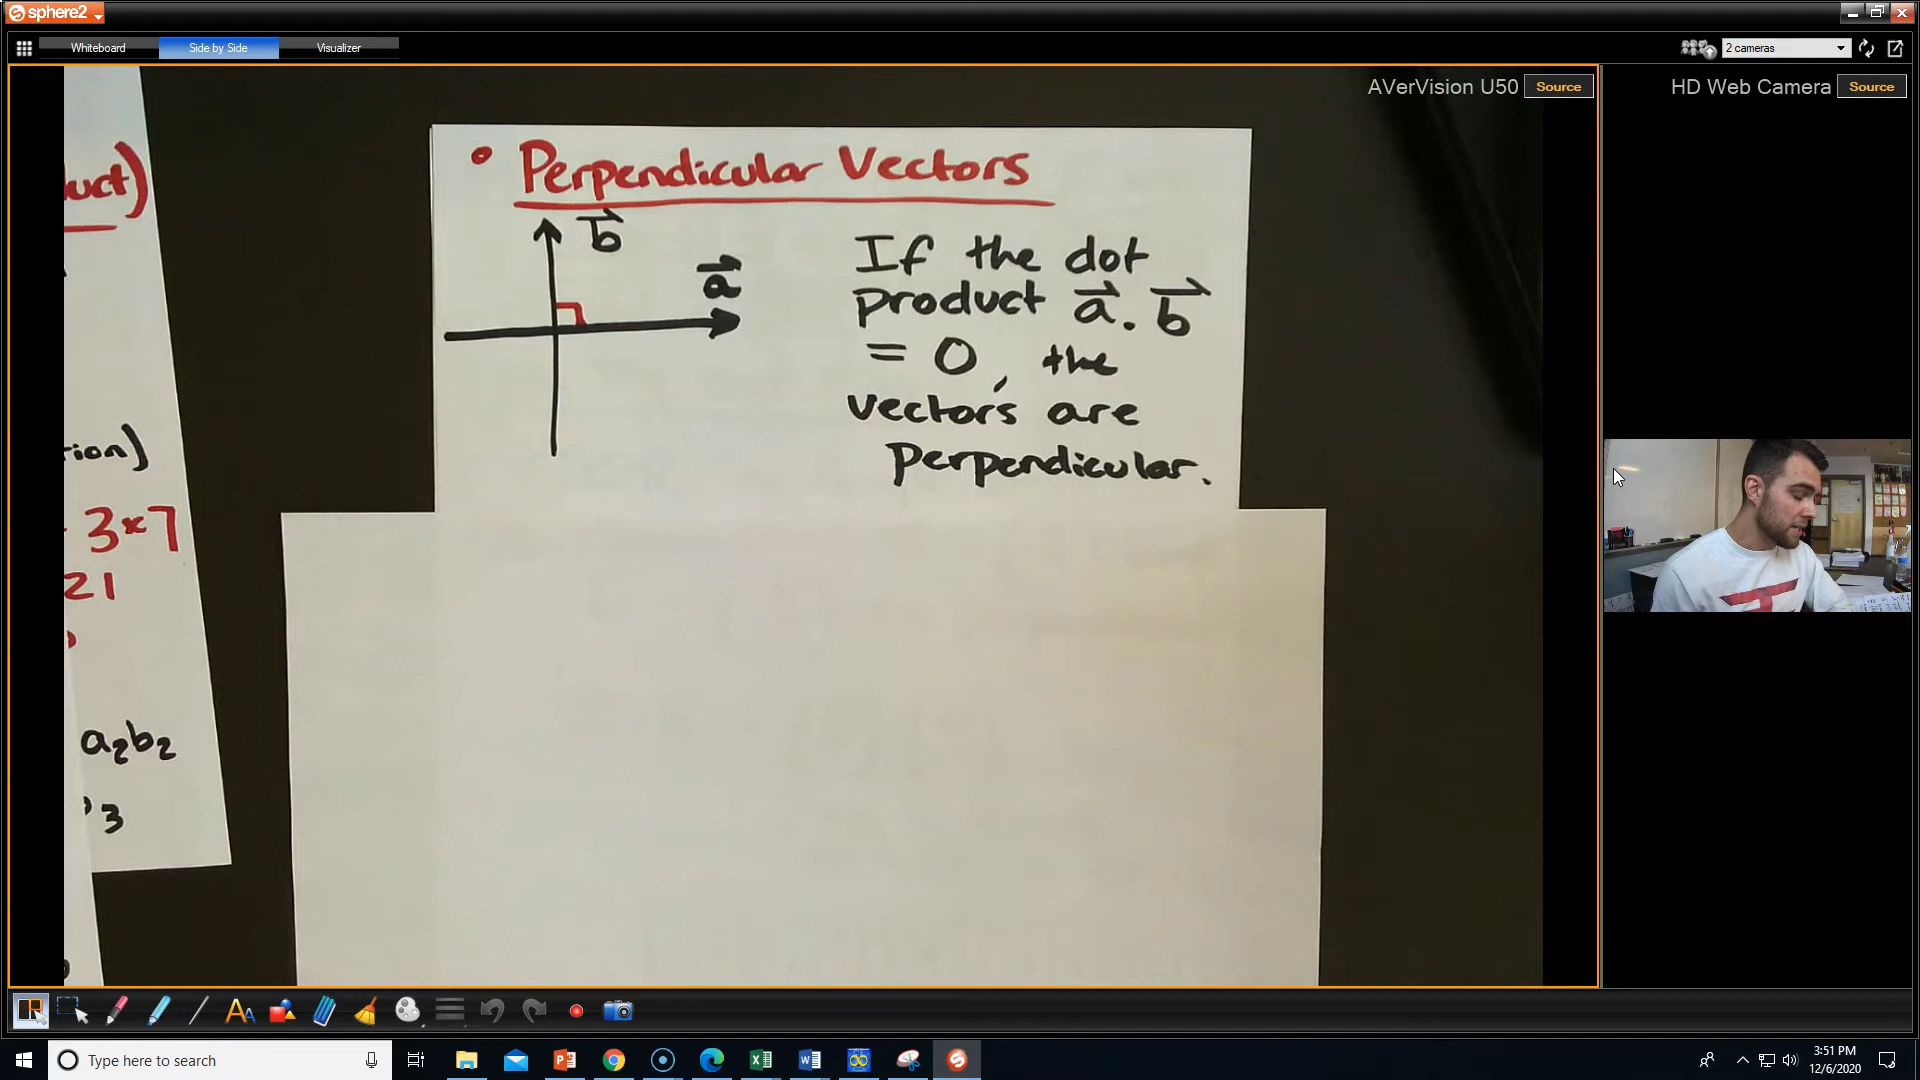 sphere2
Whiteboard
Side by Side
Visualizer
2 cameras
AVerVision U50
Source
HD Web Camera
Source
uct)
tion)
3×7
21
a2b2
3
• Perpendicular Vectors
b
a
If the dot
product a . b
= 0, the
vectors are
perpendicular.
Type here to search
3:51 PM
12/6/2020